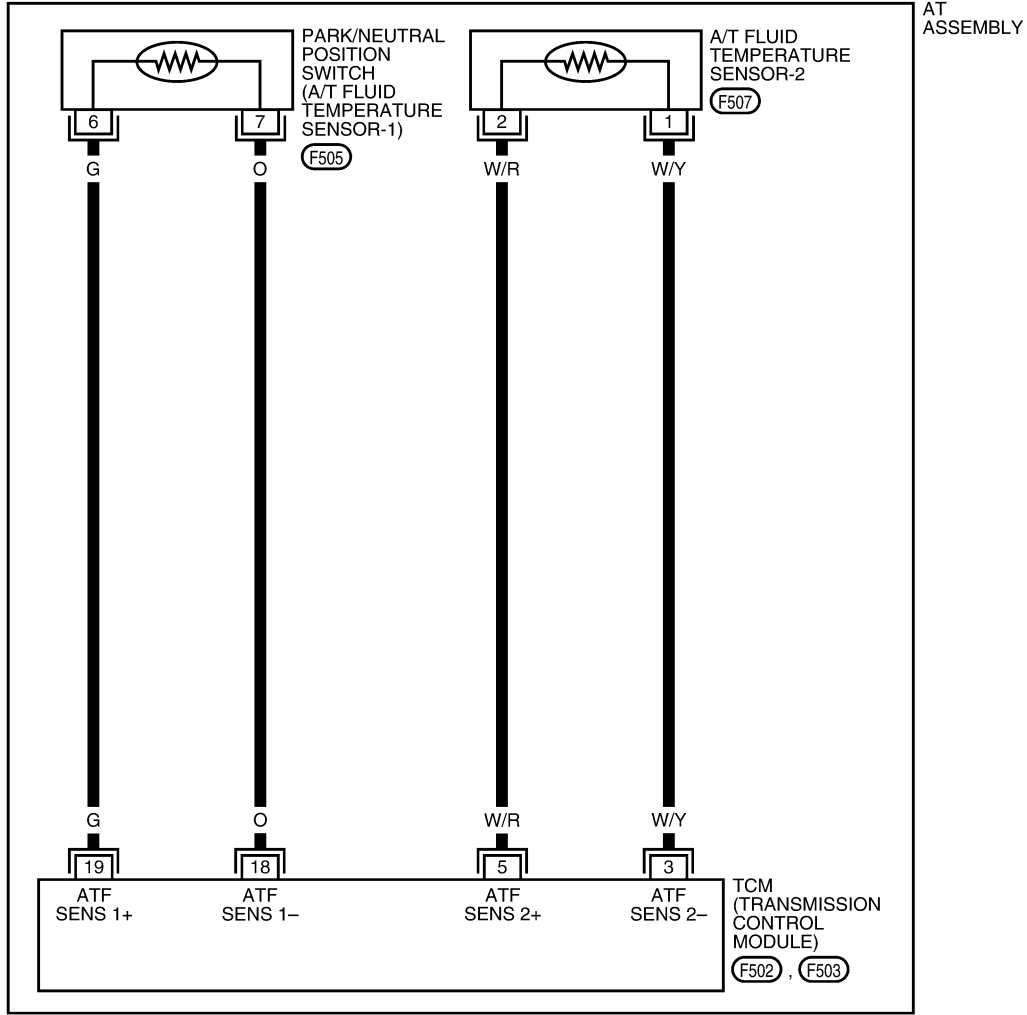 AT
ASSEMBLY
PARK/NEUTRAL
POSITION
SWITCH
(A/T FLUID
TEMPERATURE
SENSOR-1)
F505
A/T FLUID
TEMPERATURE
SENSOR-2
F507
6 7 2 1
G O W/R W/Y
G O W/R W/Y
19 18 5 3
ATF
SENS 1+
ATF
SENS 1–
ATF
SENS 2+
ATF
SENS 2–
TCM
(TRANSMISSION
CONTROL
MODULE)
F502 , F503